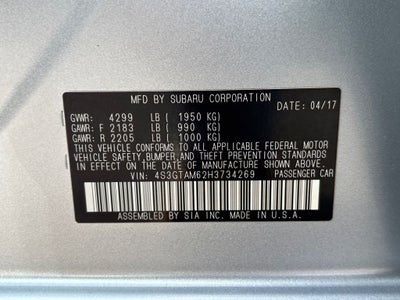 MFD BY SUBARU CORPORATION
DATE: 04/17
GVWR: 4299 LB ( 1950 KG)
GAWR: F 2183 LB ( 990 KG)
GAWR: R 2205 LB ( 1000 KG)
THIS VEHICLE CONFORMS TO ALL APPLICABLE FEDERAL MOTOR
VEHICLE SAFETY, BUMPER, AND THEFT PREVENTION STANDARDS
IN EFFECT ON THE DATE OF MANUFACTURE SHOWN ABOVE.
VIN: 4S3GTAM62H3734269 PASSENGER CAR
ASSEMBLED BY SIA INC. MADE IN U.S.A.